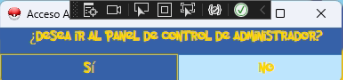 Acceso A
¿DESEA IR AL PANEL DE CONTROL DE ADMINISTRADOR?
SÍ
NO